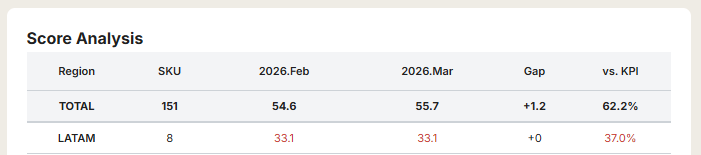 Score Analysis
Region SKU 2026.Feb 2026.Mar Gap vs. KPI
TOTAL 151 54.6 55.7 +1.2 62.2%
LATAM 8 33.1 33.1 +0 37.0%